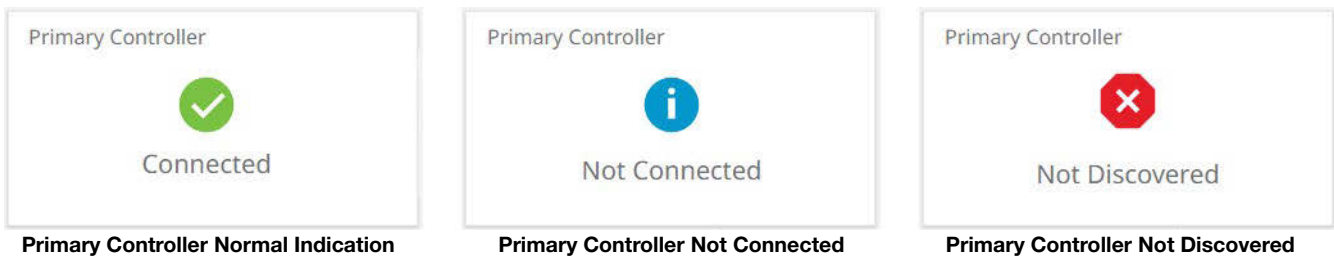 Primary Controller
Connected
Primary Controller Normal Indication
Primary Controller
Not Connected
Primary Controller Not Connected
Primary Controller
Not Discovered
Primary Controller Not Discovered